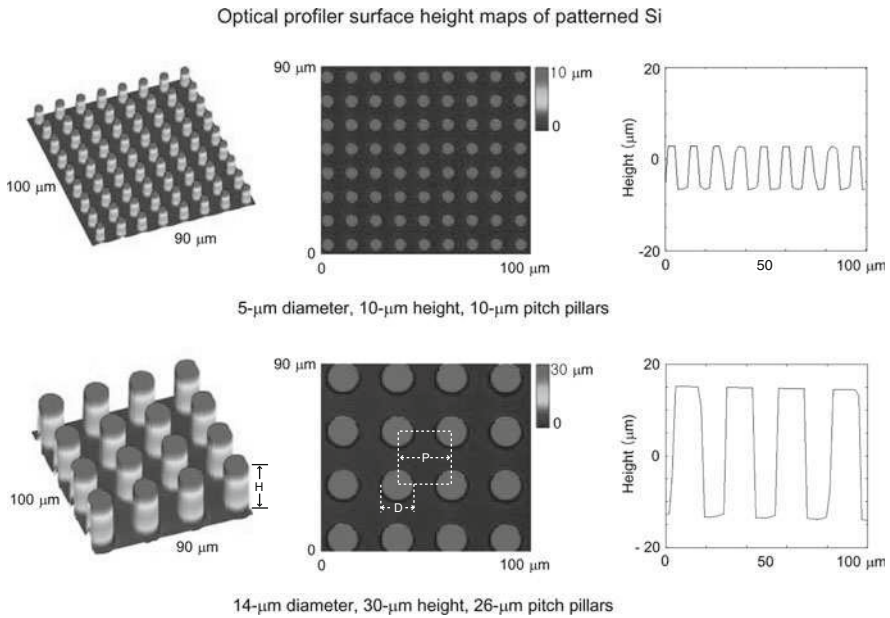 Optical profiler surface height maps of patterned Si
100 µm
90 µm
90 µm
0
0
100 µm
10 µm
0
Height (µm)
20
0
-20
0
50
100 µm
5-µm diameter, 10-µm height, 10-µm pitch pillars
100 µm
90 µm
H
90 µm
0
0
100 µm
P
D
30 µm
0
Height (µm)
20
0
- 20
0
50
100 µm
14-µm diameter, 30-µm height, 26-µm pitch pillars